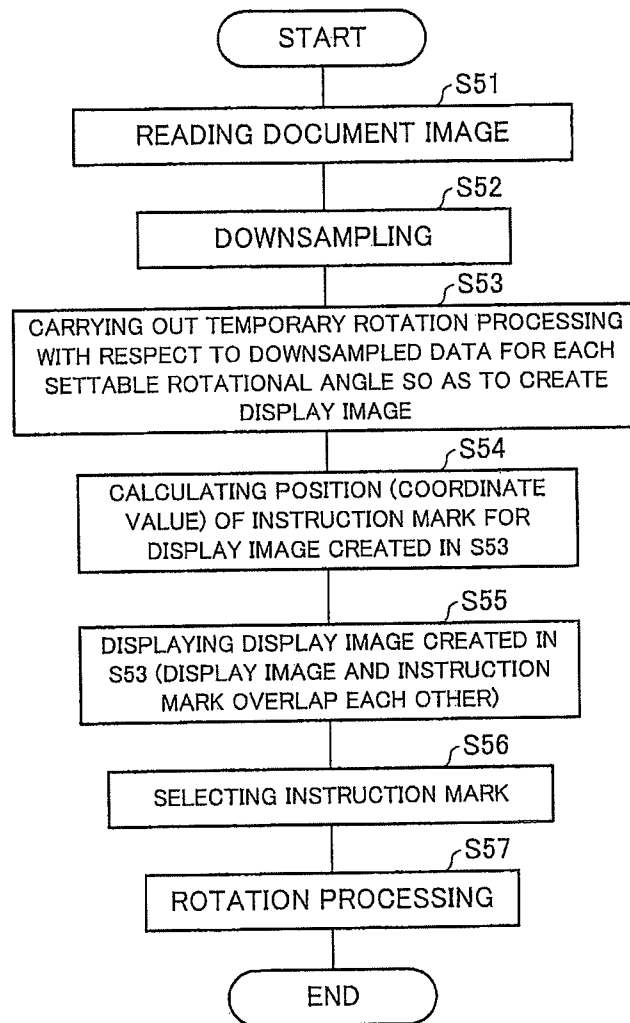 START
S51
READING DOCUMENT IMAGE
S52
DOWNSAMPLING
S53
CARRYING OUT TEMPORARY ROTATION PROCESSING
WITH RESPECT TO DOWNSAMPLED DATA FOR EACH
SETTABLE ROTATIONAL ANGLE SO AS TO CREATE
DISPLAY IMAGE
S54
CALCULATING POSITION (COORDINATE
VALUE) OF INSTRUCTION MARK FOR
DISPLAY IMAGE CREATED IN S53
S55
DISPLAYING DISPLAY IMAGE CREATED IN
S53 (DISPLAY IMAGE AND INSTRUCTION
MARK OVERLAP EACH OTHER)
S56
SELECTING INSTRUCTION MARK
S57
ROTATION PROCESSING
END